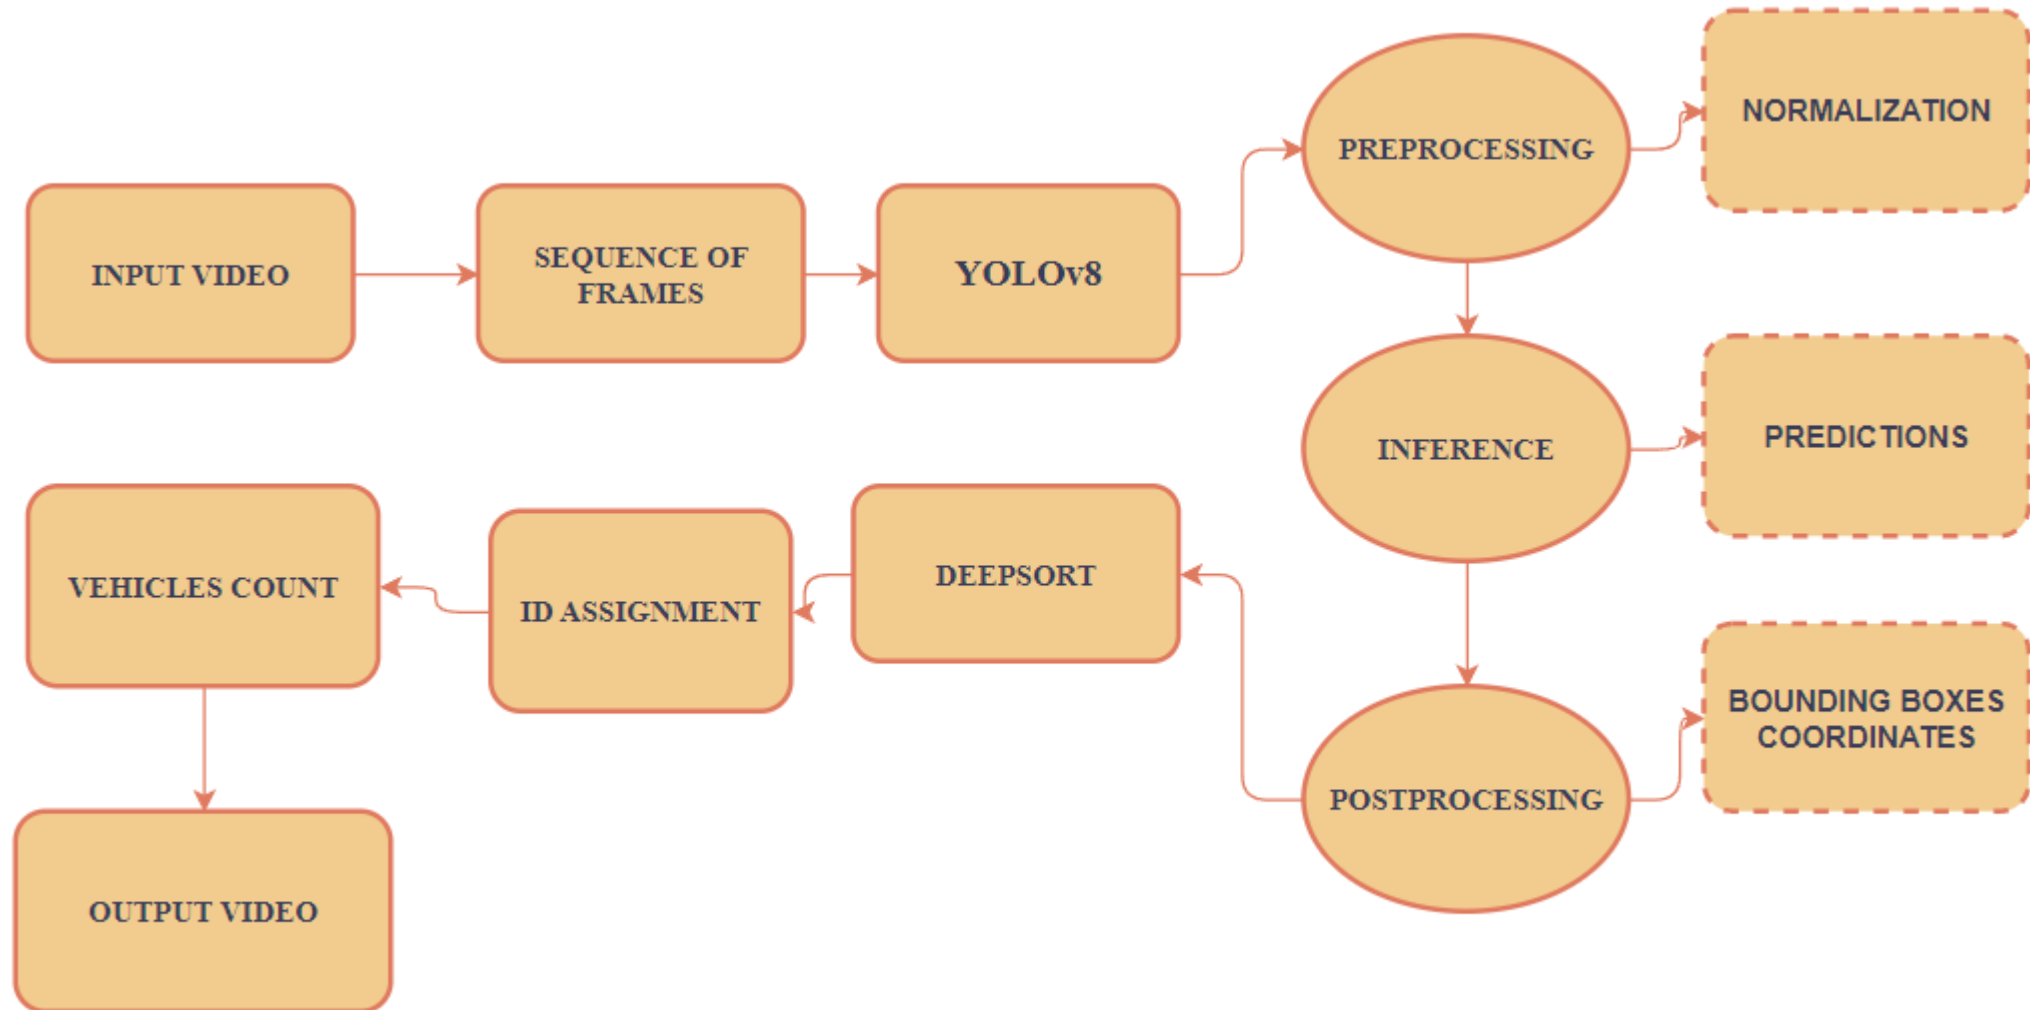 INPUT VIDEO
SEQUENCE OF
FRAMES
YOLOv8
PREPROCESSING
NORMALIZATION
INFERENCE
PREDICTIONS
POSTPROCESSING
BOUNDING BOXES
COORDINATES
DEEPSORT
ID ASSIGNMENT
VEHICLES COUNT
OUTPUT VIDEO